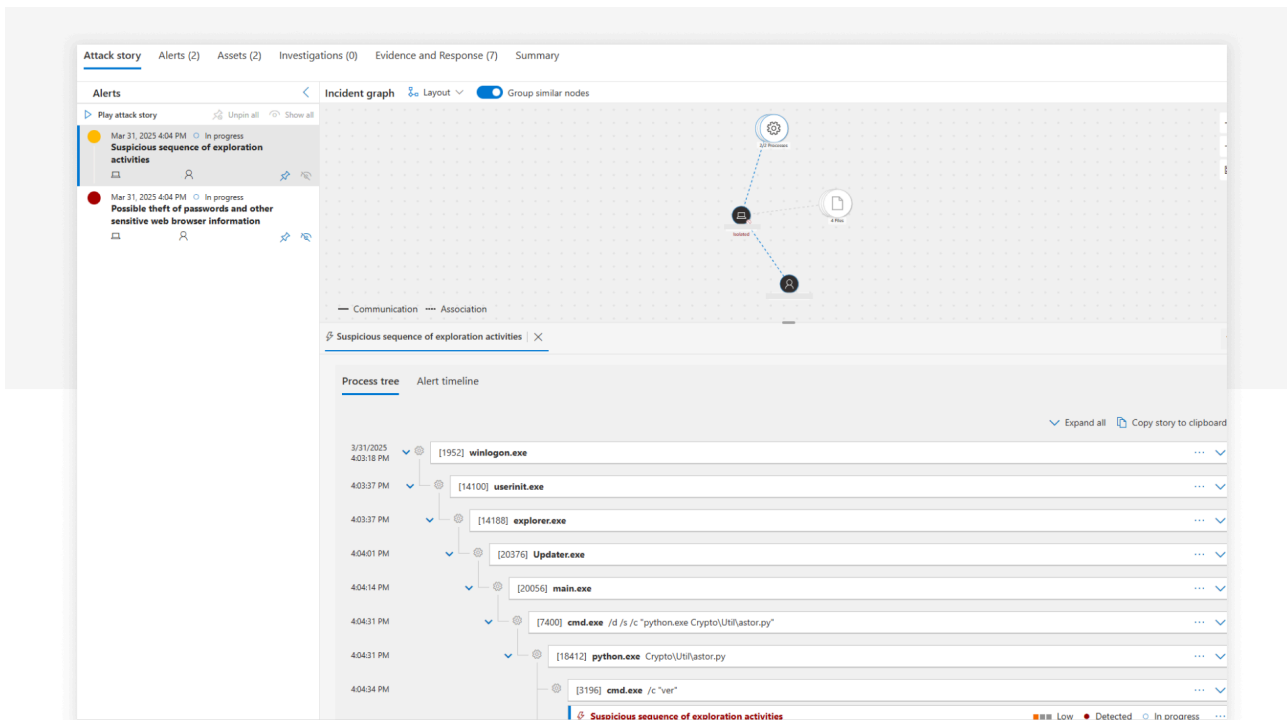 Attack story Alerts (2) Assets (2) Investigations (0) Evidence and Response (7) Summary
Alerts
Play attack story Unpin all Show all
Mar 31, 2025 4:04 PM In progress
Suspicious sequence of exploration
activities
Mar 31, 2025 4:04 PM In progress
Possible theft of passwords and other
sensitive web browser information
Incident graph Layout Group similar nodes
4 Files
Isolated
Communication Association
Suspicious sequence of exploration activities
Process tree Alert timeline
Expand all Copy story to clipboard
3/31/2025
4:03:18 PM
[1952] winlogon.exe
4:03:37 PM [14100] userinit.exe
4:03:37 PM [14188] explorer.exe
4:04:01 PM [20376] Updater.exe
4:04:14 PM [20056] main.exe
4:04:31 PM [7400] cmd.exe /d /s /c "python.exe Crypto\Util\astor.py"
4:04:31 PM [18412] python.exe Crypto\Util\astor.py
4:04:34 PM [3196] cmd.exe /c "ver"
Suspicious sequence of exploration activities Low Detected In progress